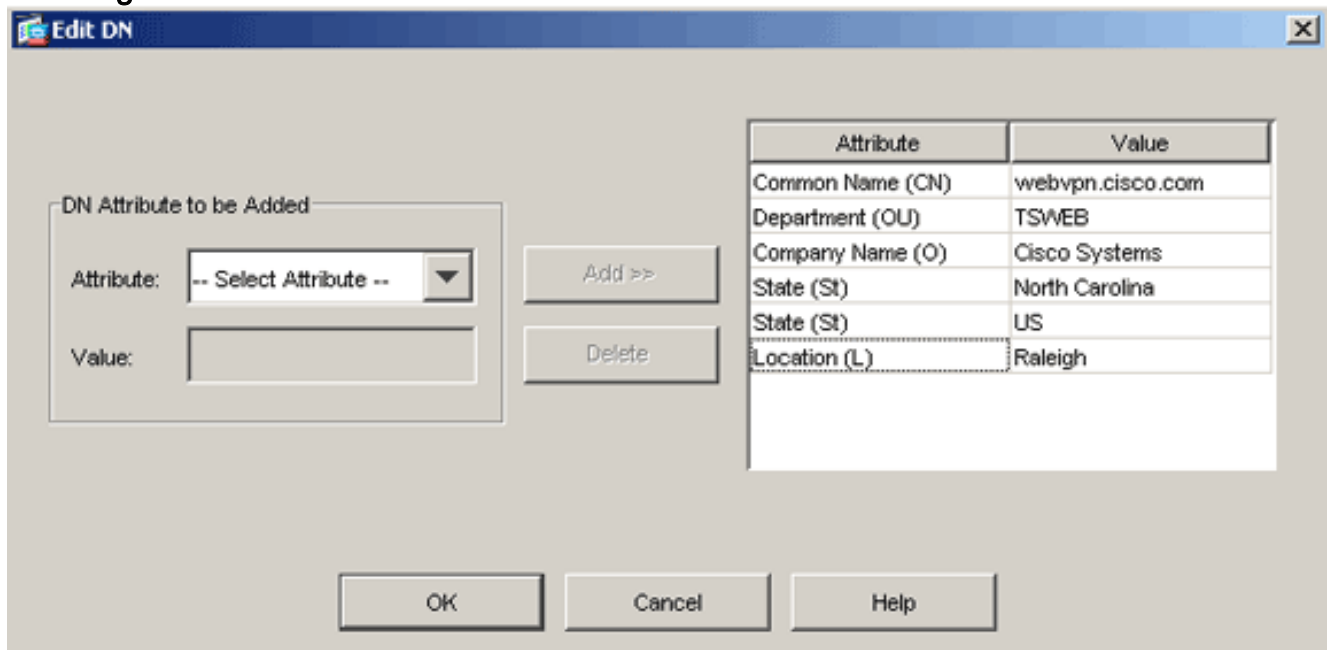 Edit DN
DN Attribute to be Added
Attribute: -- Select Attribute --
Value:
Add >>
Delete
Attribute Value
Common Name (CN) webvpn.cisco.com
Department (OU) TSWEB
Company Name (O) Cisco Systems
State (St) North Carolina
State (St) US
Location (L) Raleigh
OK Cancel Help